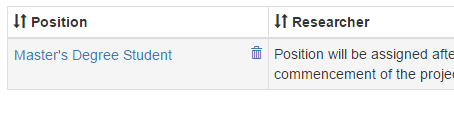 Position Researcher
Master's Degree Student Position will be assigned afte
commencement of the projec